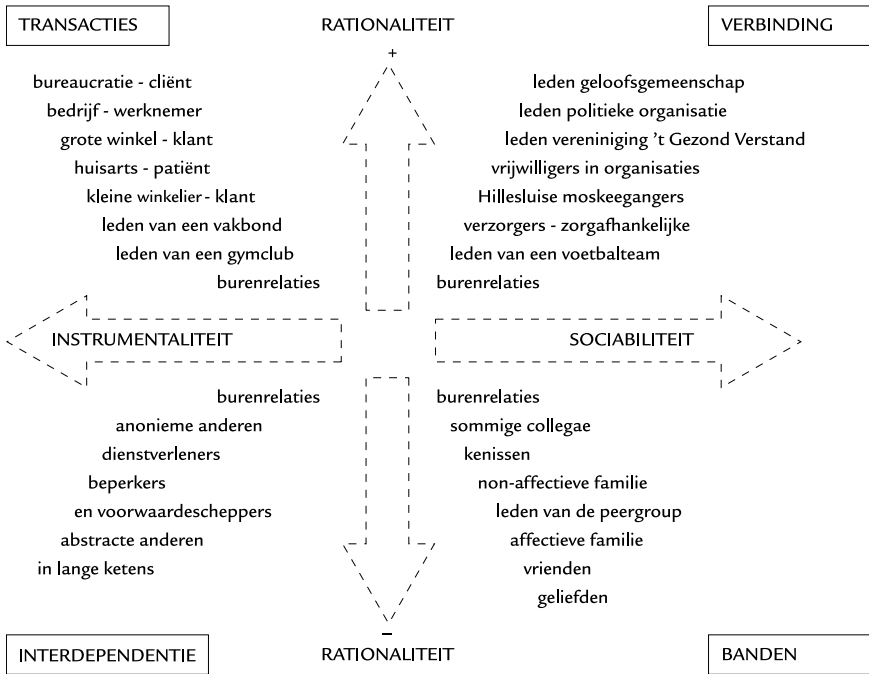 TRANSACTIES
RATIONALITEIT
VERBINDING
+
bureaucratie - cliënt
bedrijf - werknemer
grote winkel - klant
huisarts - patiënt
kleine winkelier - klant
leden van een vakbond
leden van een gymclub
burenrelaties
leden geloofsgemeenschap
leden politieke organisatie
leden vereniniging ’t Gezond Verstand
vrijwilligers in organisaties
Hillesluise moskeegangers
verzorgers - zorgafhankelijke
leden van een voetbalteam
burenrelaties
INSTRUMENTALITEIT
SOCIABILITEIT
burenrelaties
anonieme anderen
dienstverleners
beperkers
en voorwaardescheppers
abstracte anderen
in lange ketens
burenrelaties
sommige collegae
kenissen
non-affectieve familie
leden van de peergroup
affectieve familie
vrienden
geliefden
–
INTERDEPENDENTIE
RATIONALITEIT
BANDEN